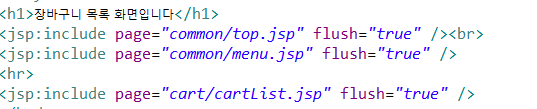 <h1>장바구니 목록 화면입니다</h1>
<jsp:include page="common/top.jsp" flush="true" /><br>
<jsp:include page="common/menu.jsp" flush="true" />
<hr>
<jsp:include page="cart/cartList.jsp" flush="true" />